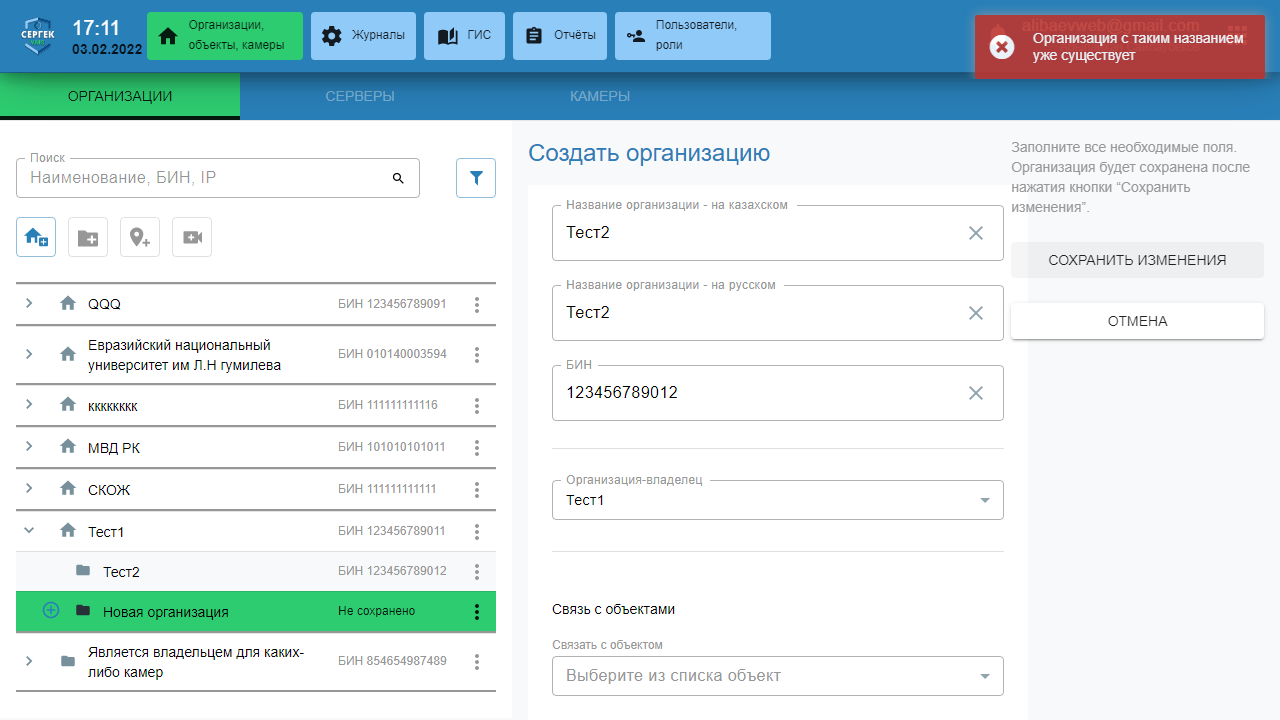 СЕРГЕК
17:11
03.02.2022
Организации,
объекты, камеры
Журналы
ГИС
Отчёты
Пользователи,
роли
alibaevweb@gmail.com
Организация с таким названием
уже существует
ОРГАНИЗАЦИИ
СЕРВЕРЫ
КАМЕРЫ
Поиск
Наименование, БИН, IP
QQQ
БИН 123456789091
Евразийский национальный
университет им Л.Н гумилева
БИН 010140003594
кккккккк
БИН 111111111116
МВД РК
БИН 101010101011
СКОЖ
БИН 111111111111
Тест1
БИН 123456789011
Тест2
БИН 123456789012
Новая организация
Не сохранено
Является владельцем для каких-
либо камер
БИН 854654987489
Создать организацию
Название организации - на казахском
Тест2
Название организации - на русском
Тест2
БИН
123456789012
Организация-владелец
Тест1
Связь с объектами
Связать с объектом
Выберите из списка объект
Заполните все необходимые поля.
Организация будет сохранена после
нажатия кнопки “Сохранить
изменения”.
СОХРАНИТЬ ИЗМЕНЕНИЯ
ОТМЕНА